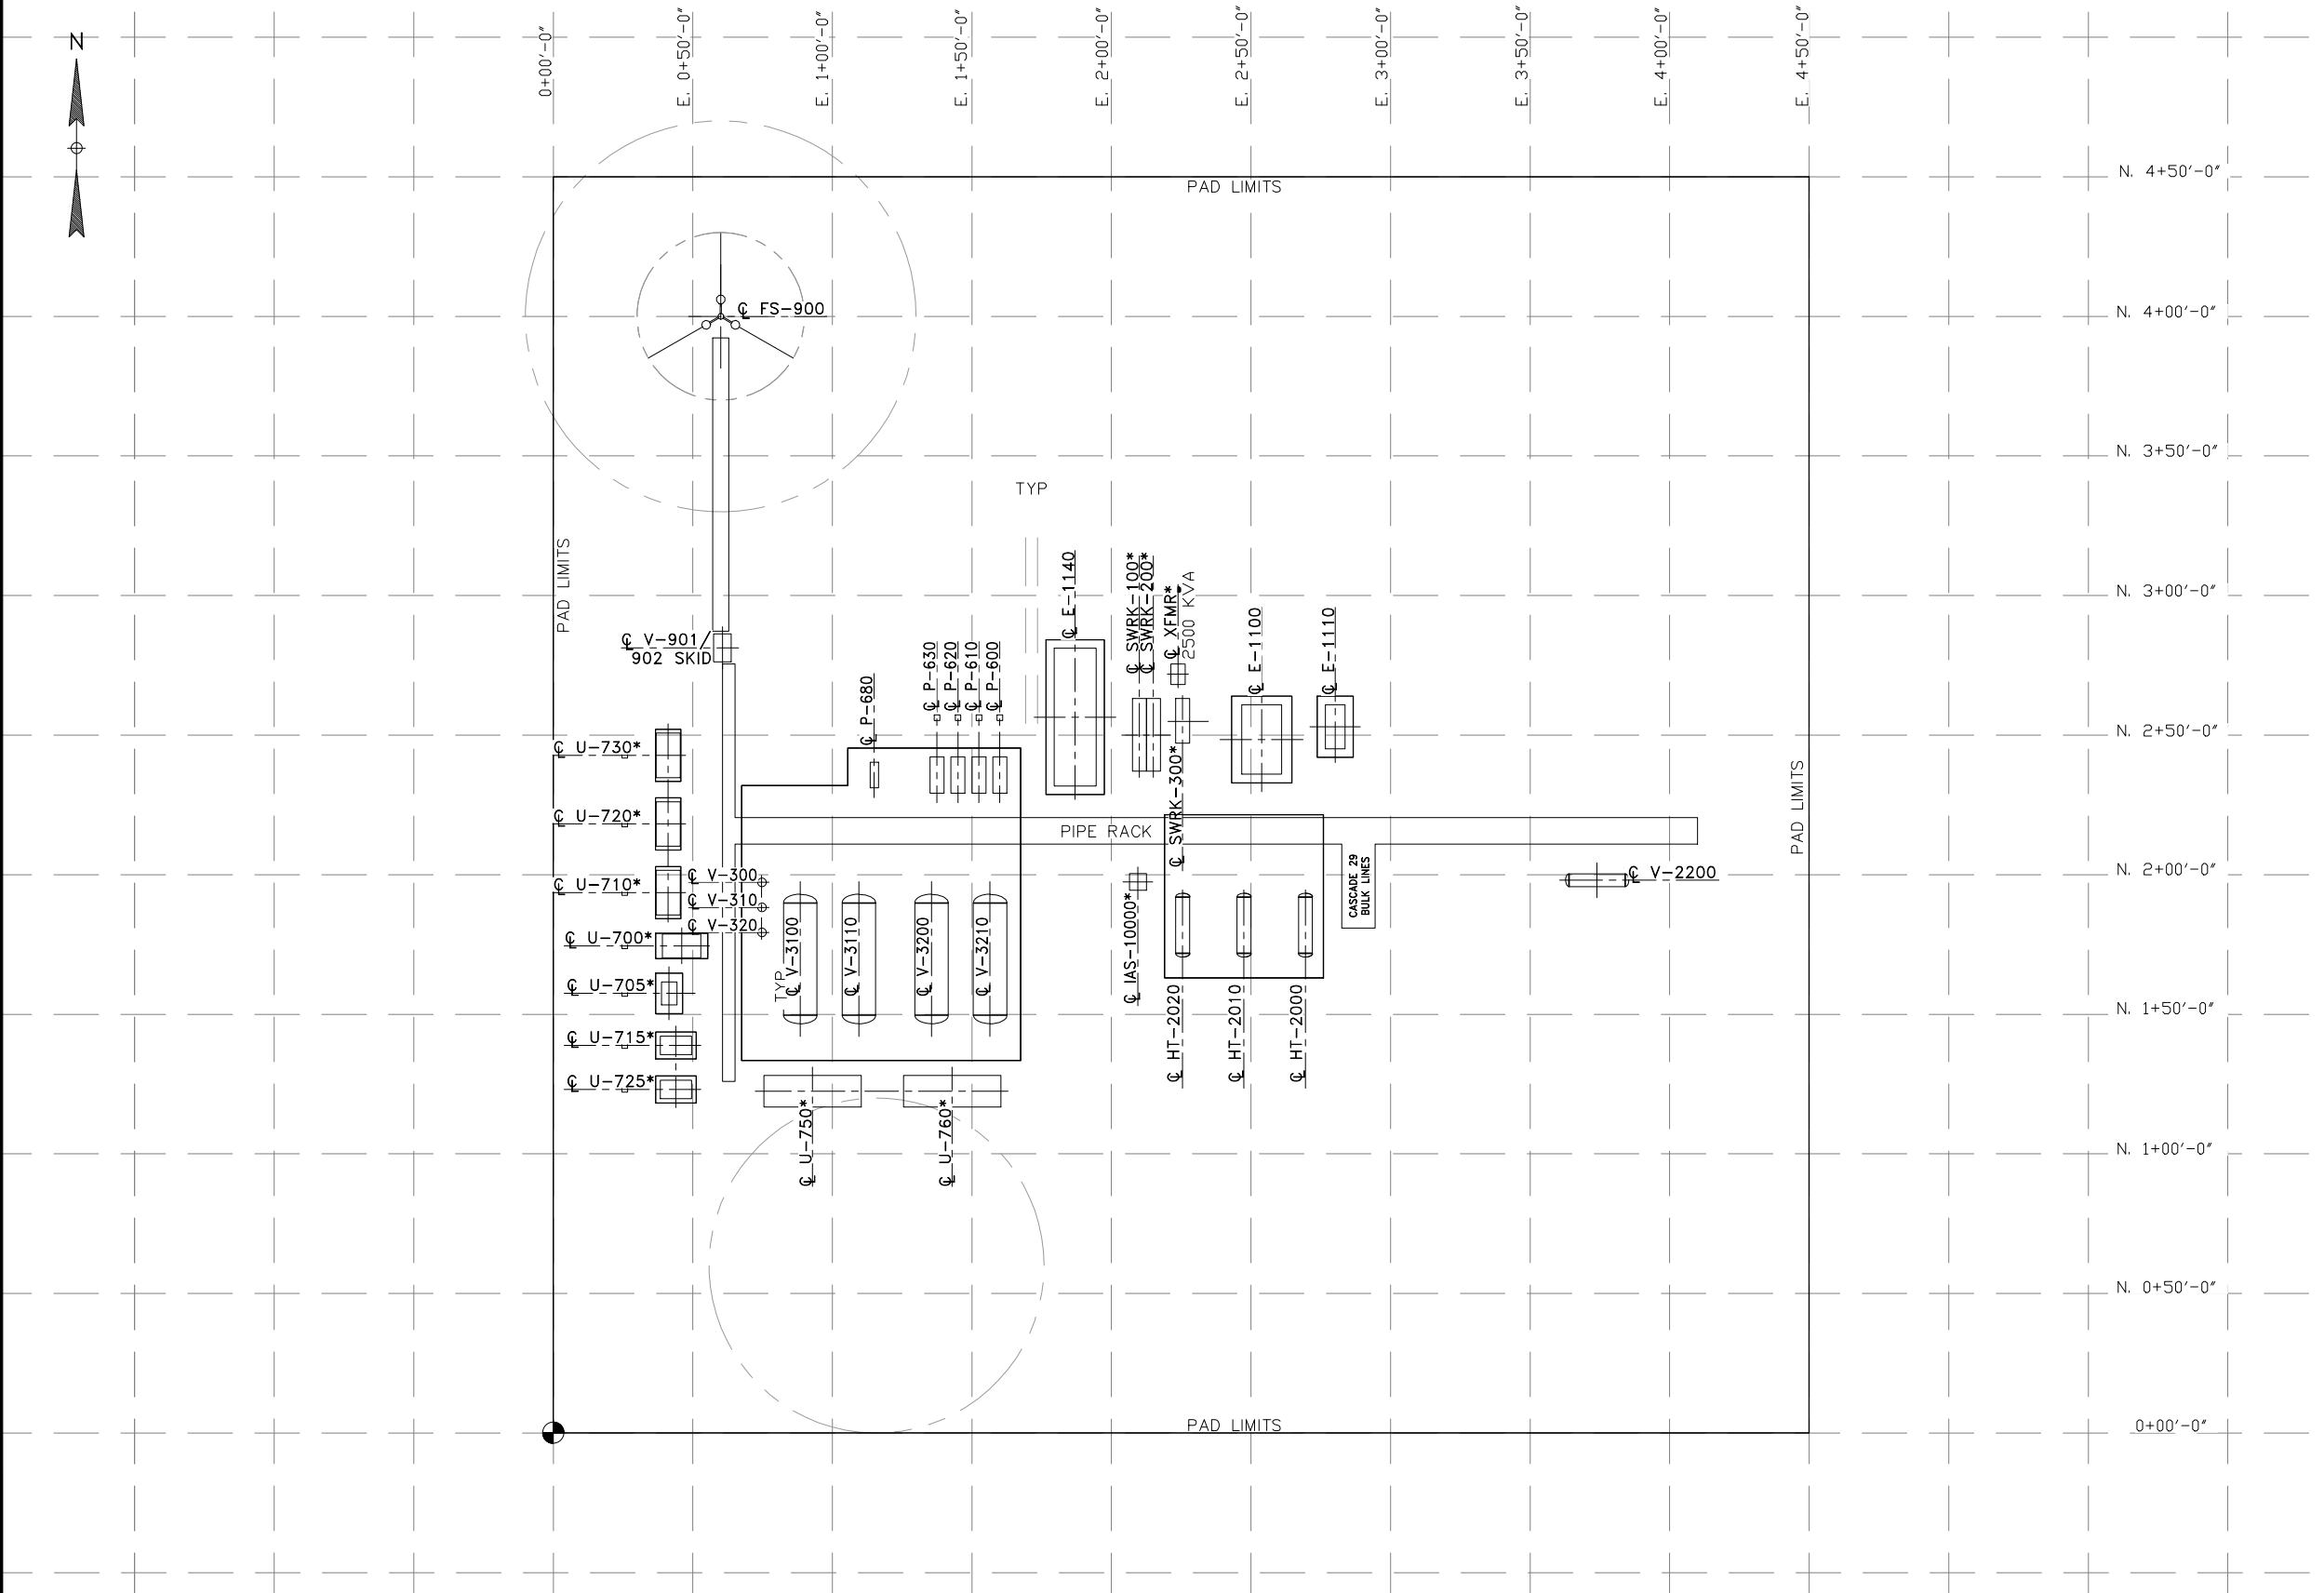 N
0+00'-0"
E. 0+50'-0"
E. 1+00'-0"
E. 1+50'-0"
E. 2+00'-0"
E. 2+50'-0"
E. 3+00'-0"
E. 3+50'-0"
E. 4+00'-0"
E. 4+50'-0"
N. 4+50'-0"
PAD LIMITS
℄ FS-900
N. 4+00'-0"
N. 3+50'-0"
TYP
PAD LIMITS
℄ V-901/
902 SKID
℄ E-1140
℄ SWRK-100*
℄ SWRK-200*
℄ XFMR*
2500 KVA
℄ E-1100
℄ E-1110
N. 3+00'-0"
℄ P-680
℄ P-630
℄ P-620
℄ P-610
℄ P-600
N. 2+50'-0"
℄ U-730*
℄ U-720*
℄ SWRK-300*
PIPE RACK
PAD LIMITS
℄ U-710*
℄ V-300
℄ V-310
℄ V-320
CASCADE 29
BULK LINES
℄ V-2200
N. 2+00'-0"
℄ U-700*
℄ U-705*
TYP
℄ V-3100
℄ V-3110
℄ V-3200
℄ V-3210
℄ IAS-10000*
N. 1+50'-0"
℄ U-715*
℄ U-725*
℄ HT-2020
℄ HT-2010
℄ HT-2000
℄ U-750*
℄ U-760*
N. 1+00'-0"
N. 0+50'-0"
PAD LIMITS
0+00'-0"